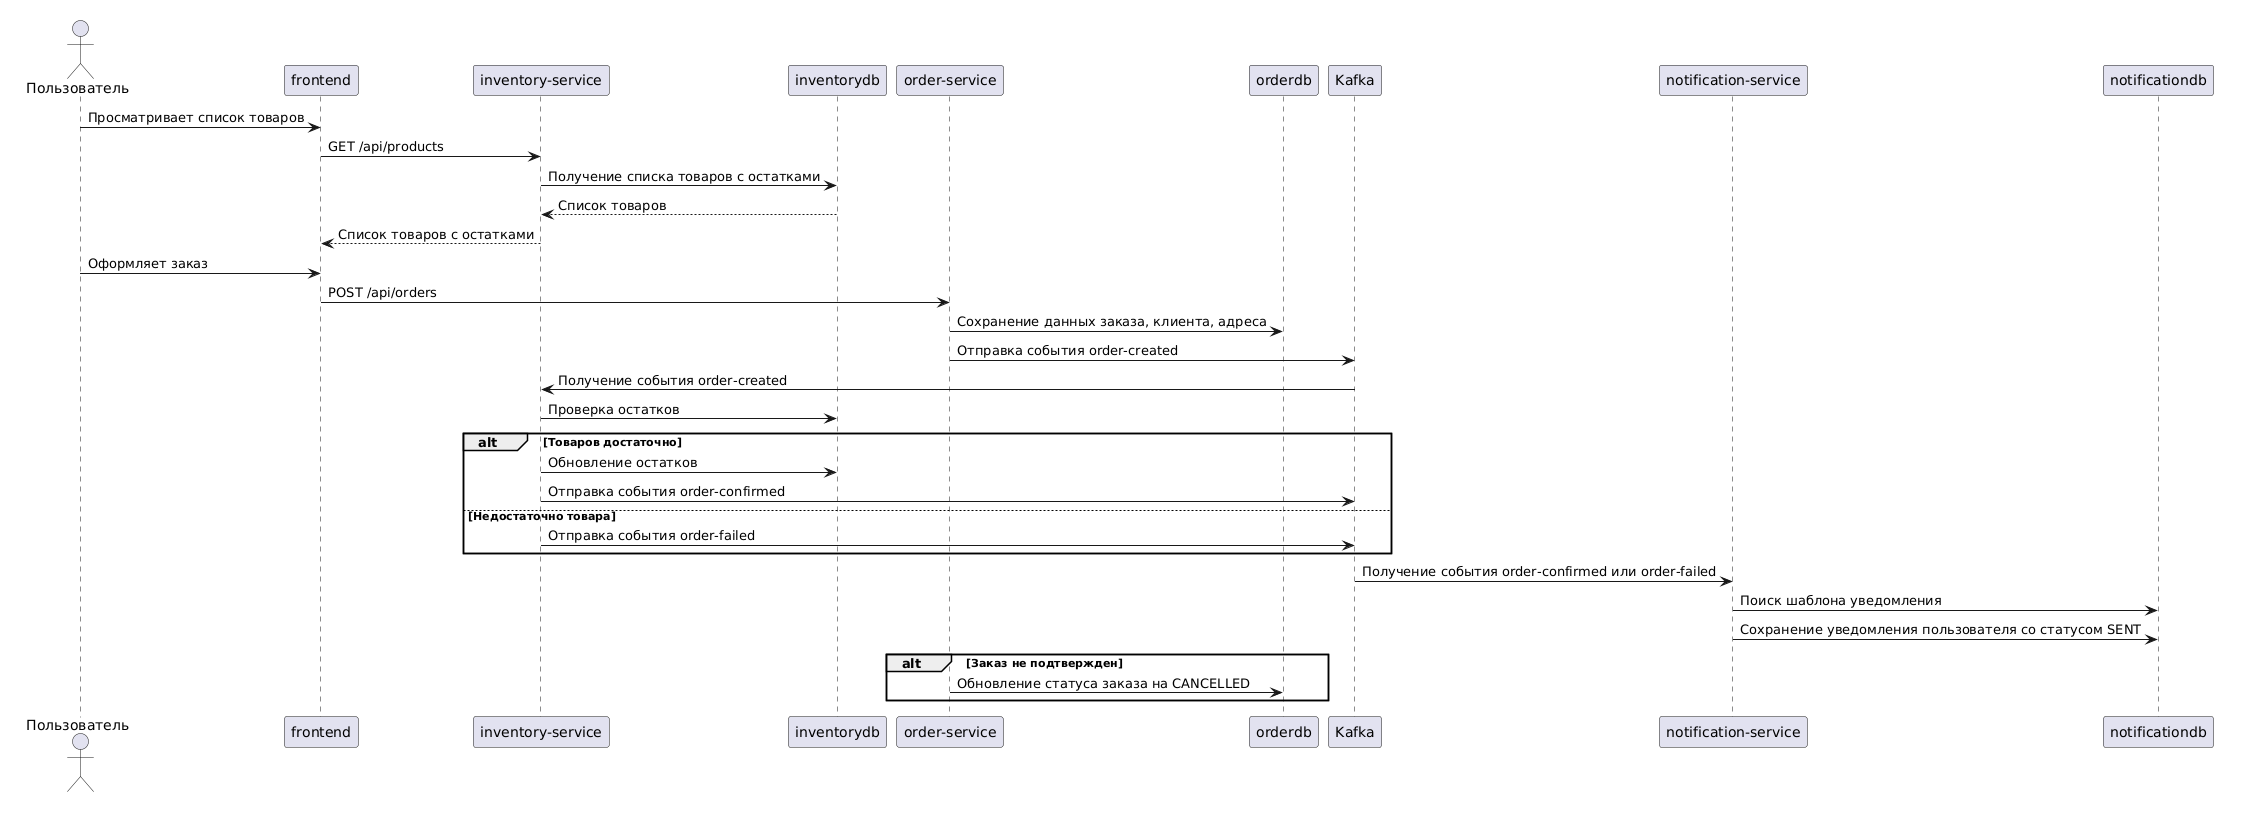 Пользователь
frontend
inventory-service
inventorydb
order-service
orderdb
Kafka
notification-service
notificationdb
Просматривает список товаров
GET /api/products
Получение списка товаров с остатками
Список товаров
Список товаров с остатками
Оформляет заказ
POST /api/orders
Сохранение данных заказа, клиента, адреса
Отправка события order-created
Получение события order-created
Проверка остатков
alt [Товаров достаточно]
Обновление остатков
Отправка события order-confirmed
[Недостаточно товара]
Отправка события order-failed
Получение события order-confirmed или order-failed
Поиск шаблона уведомления
Сохранение уведомления пользователя со статусом SENT
alt [Заказ не подтвержден]
Обновление статуса заказа на CANCELLED
Пользователь
frontend
inventory-service
inventorydb
order-service
orderdb
Kafka
notification-service
notificationdb